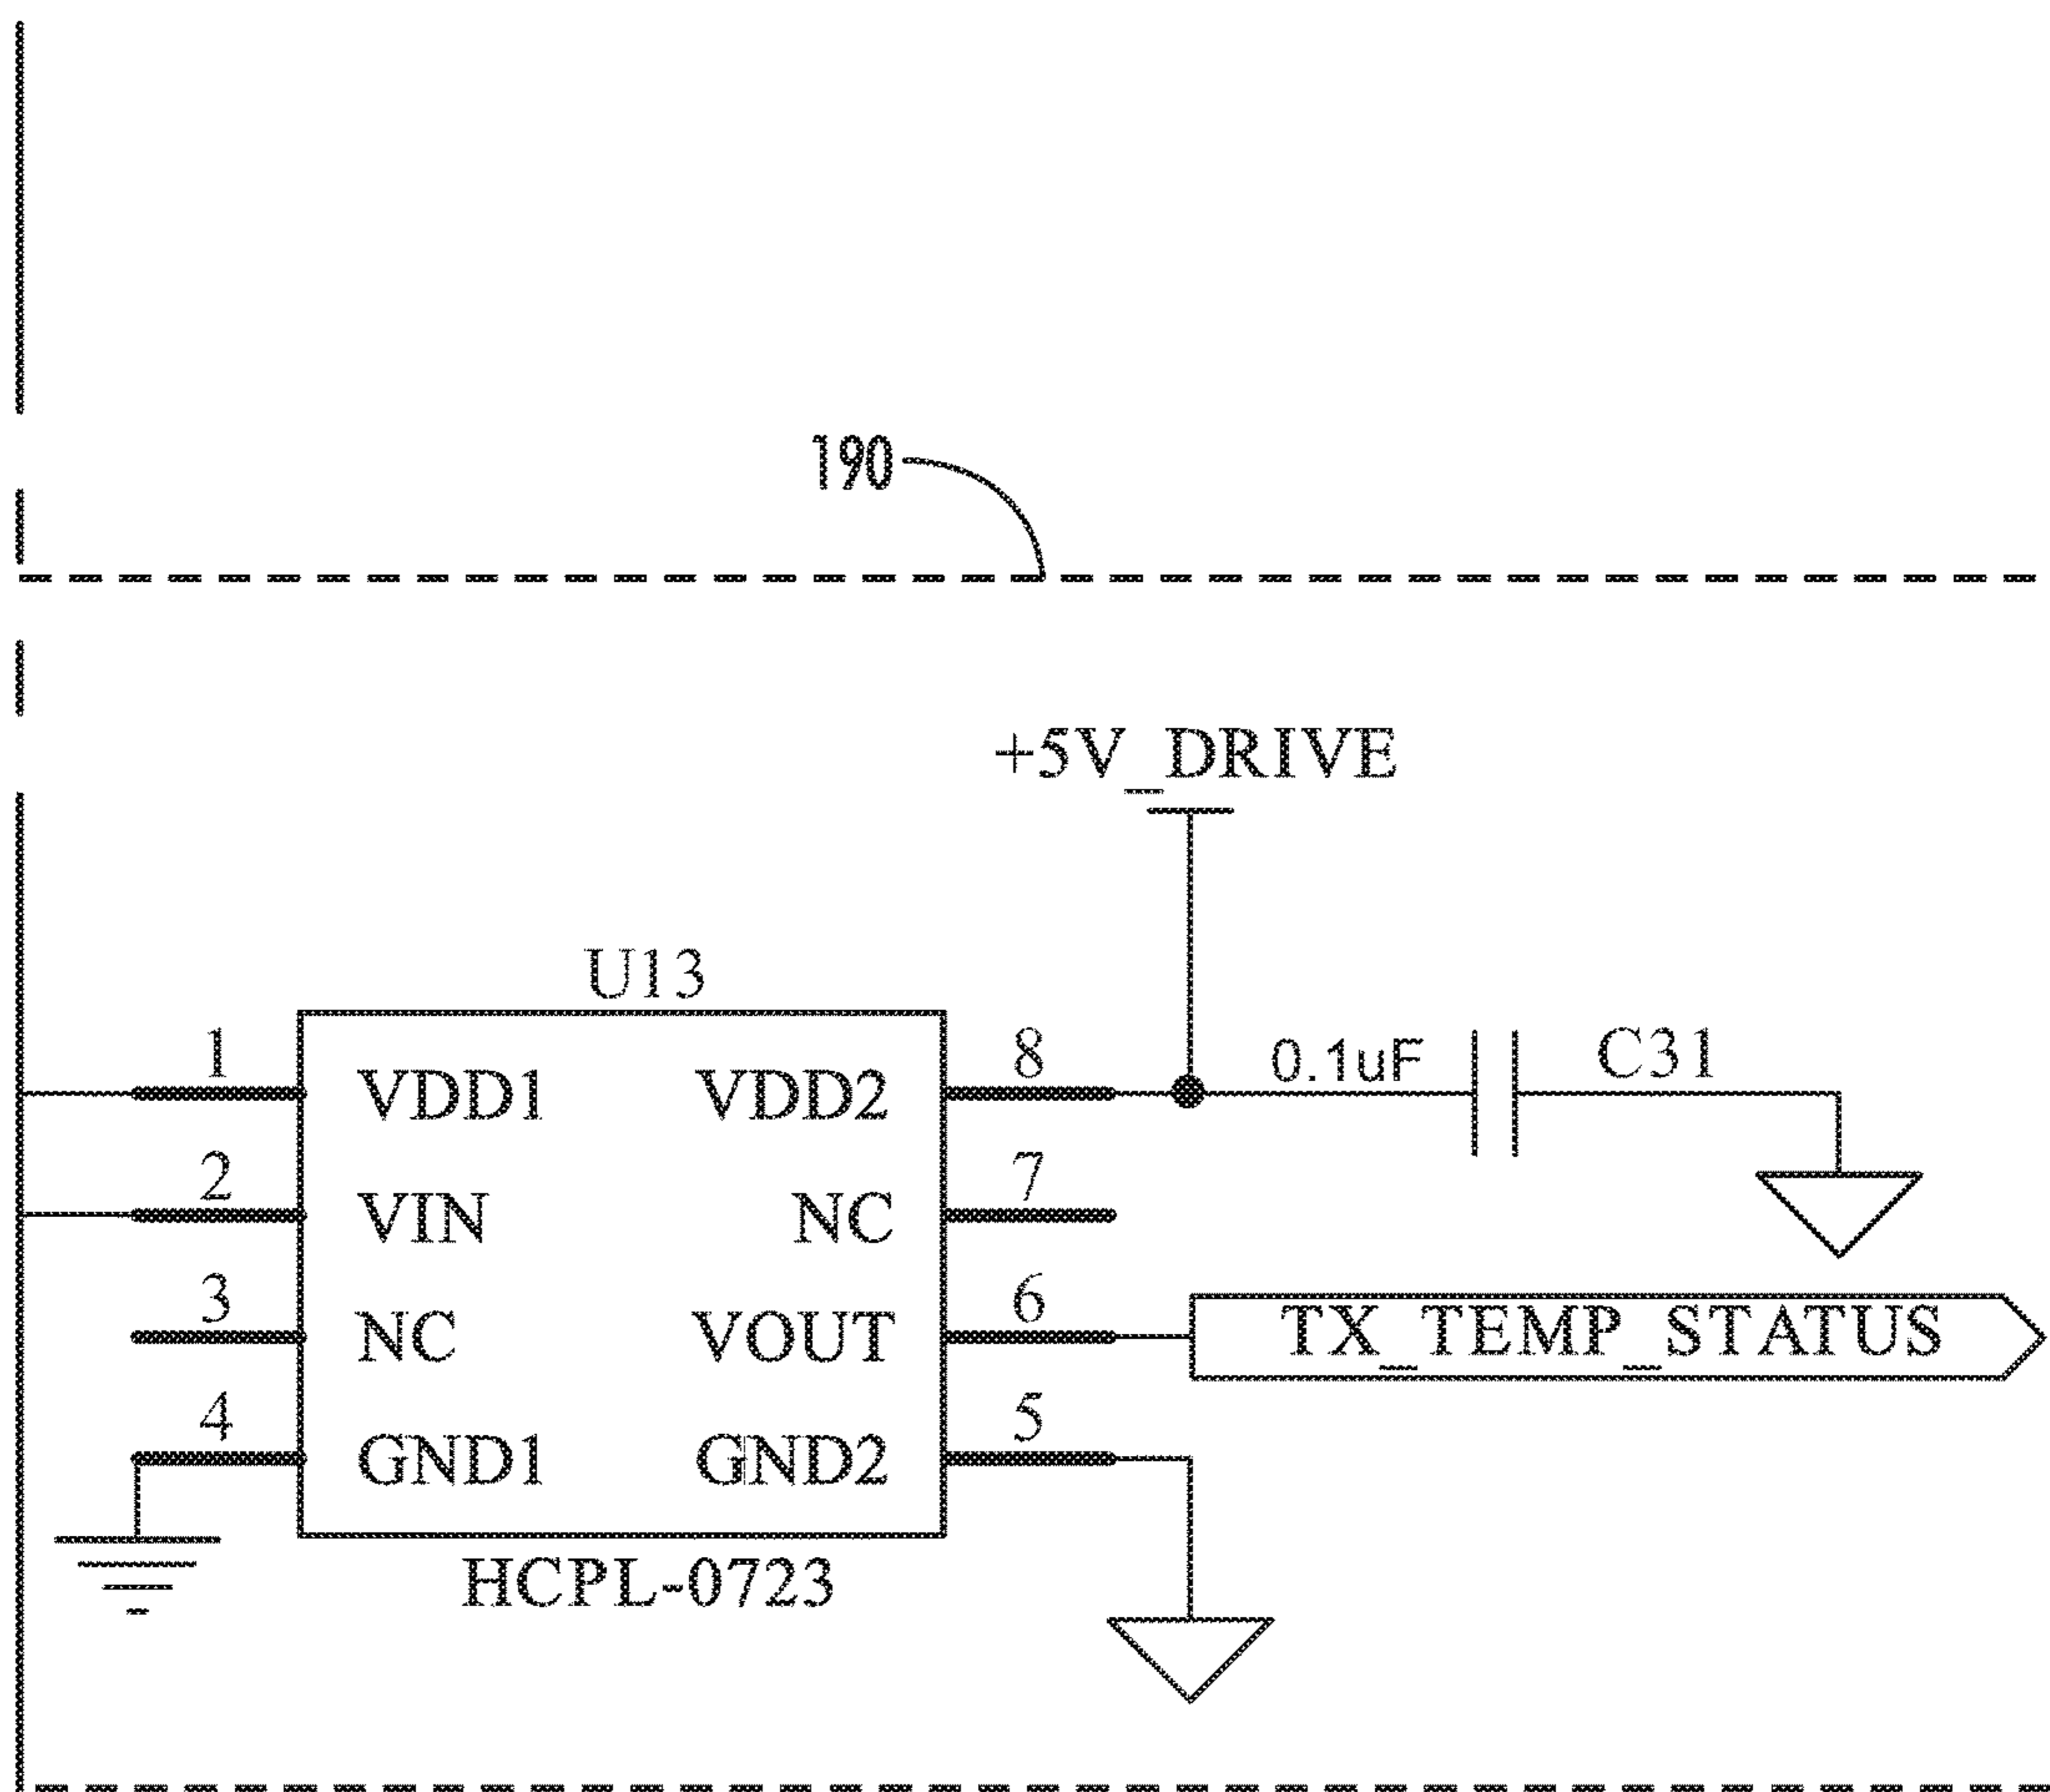 190
+5V_DRIVE
U13
1 VDD1 VDD2 8 0.1uF C31
2 VIN NC 7
3 NC VOUT 6 TX_TEMP_STATUS
4 GND1 GND2 5
HCPL-0723